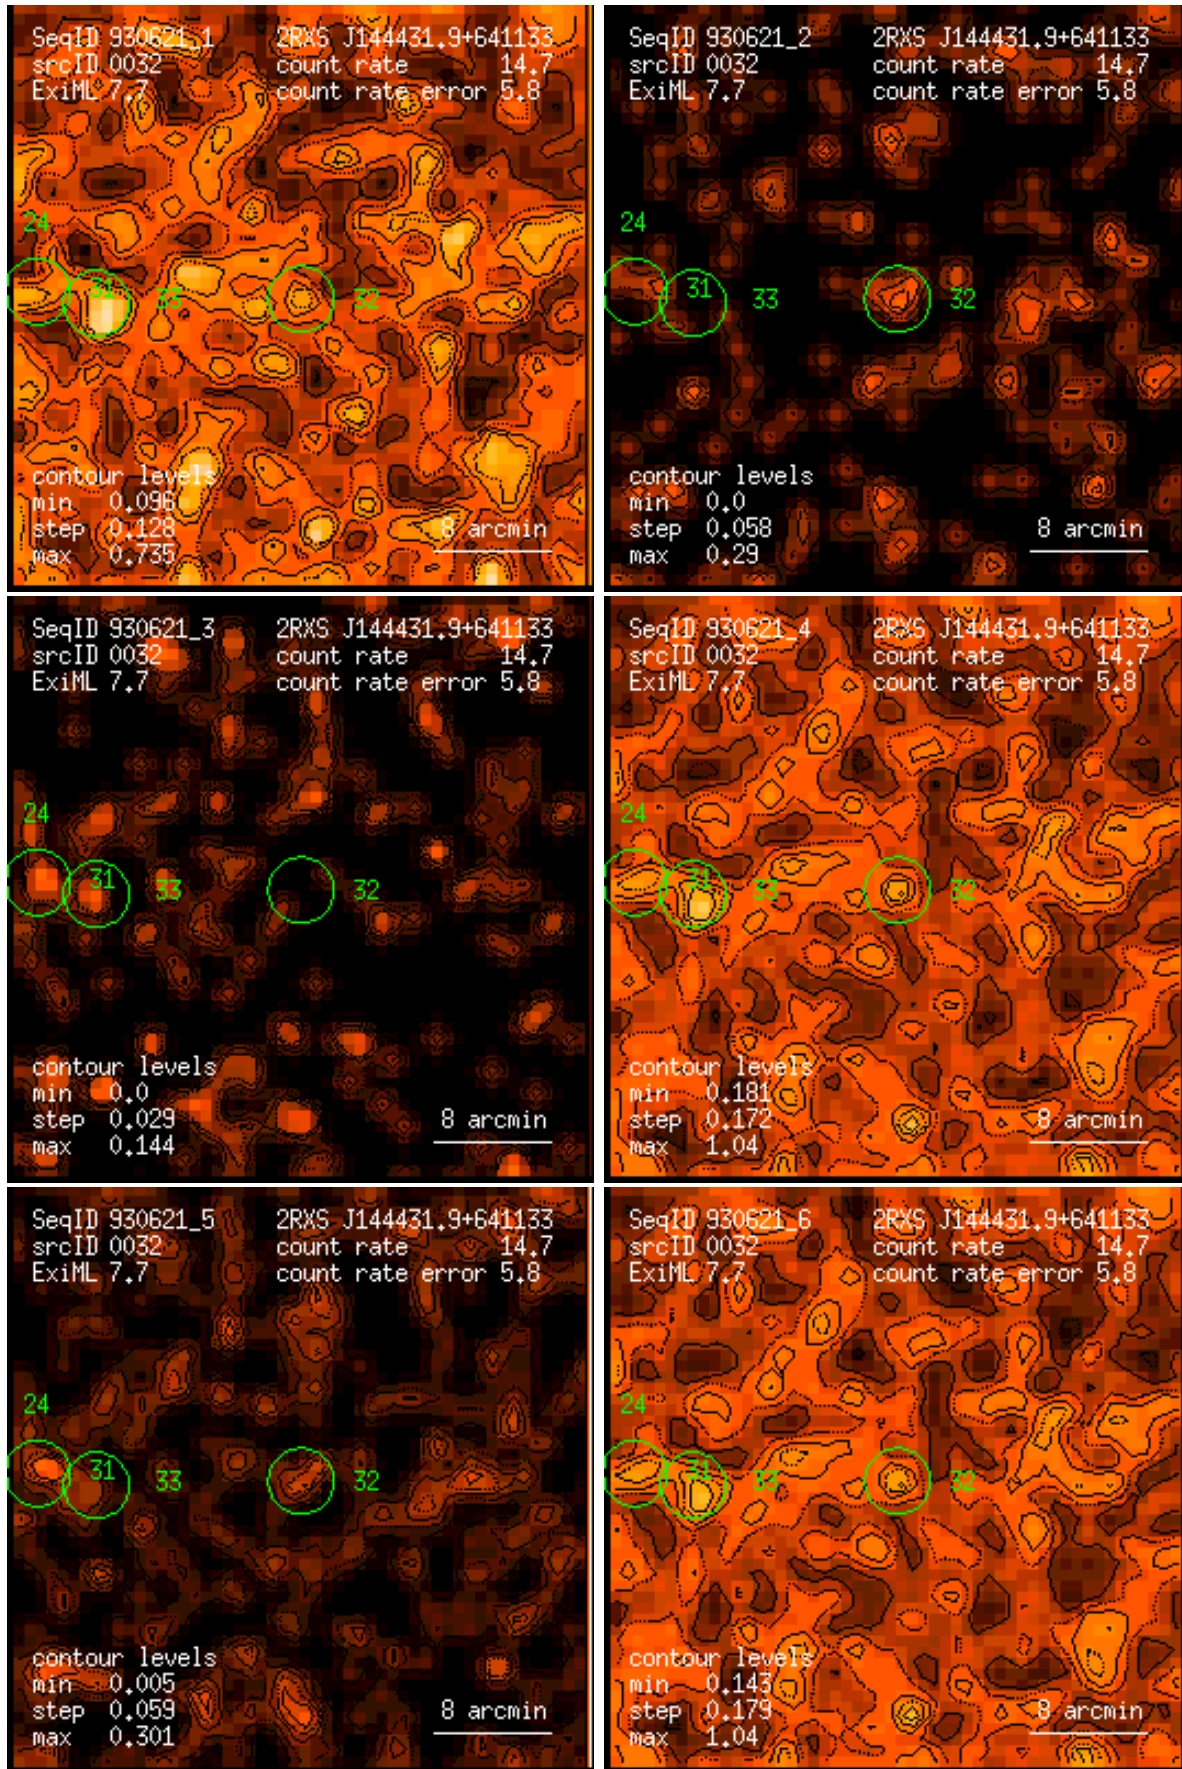 SeqID 930621_1 2RXS J144431.9+641133
srcID 0032 count rate 14.7
ExiML 7.7 count rate error 5.8
24
31 33 32
contour levels
min 0.096
step 0.128 8 arcmin
max 0.735
SeqID 930621_2 2RXS J144431.9+641133
srcID 0032 count rate 14.7
ExiML 7.7 count rate error 5.8
24
31 33 32
contour levels
min 0.0
step 0.058 8 arcmin
max 0.29
SeqID 930621_3 2RXS J144431.9+641133
srcID 0032 count rate 14.7
ExiML 7.7 count rate error 5.8
24
31 33 32
contour levels
min 0.0
step 0.029 8 arcmin
max 0.144
SeqID 930621_4 2RXS J144431.9+641133
srcID 0032 count rate 14.7
ExiML 7.7 count rate error 5.8
24
31 33 32
contour levels
min 0.181
step 0.172 8 arcmin
max 1.04
SeqID 930621_5 2RXS J144431.9+641133
srcID 0032 count rate 14.7
ExiML 7.7 count rate error 5.8
24
31 33 32
contour levels
min 0.005
step 0.059 8 arcmin
max 0.301
SeqID 930621_6 2RXS J144431.9+641133
srcID 0032 count rate 14.7
ExiML 7.7 count rate error 5.8
24
31 33 32
contour levels
min 0.143
step 0.179 8 arcmin
max 1.04